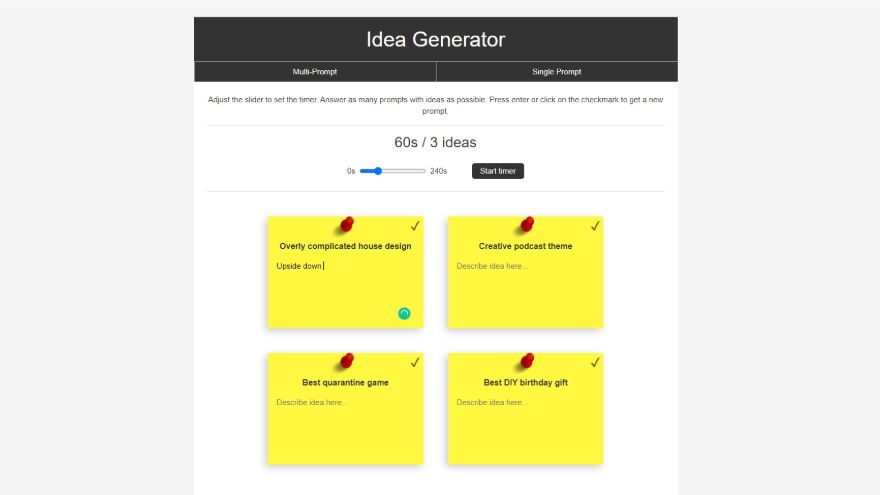 Idea Generator
Multi-Prompt
Single Prompt
Adjust the slider to set the timer. Answer as many prompts with ideas as possible. Press enter or click on the checkmark to get a new
prompt.
60s / 3 ideas
0s 240s Start timer
Overly complicated house design
Upside down
Creative podcast theme
Describe idea here...
Best quarantine game
Describe idea here...
Best DIY birthday gift
Describe idea here...